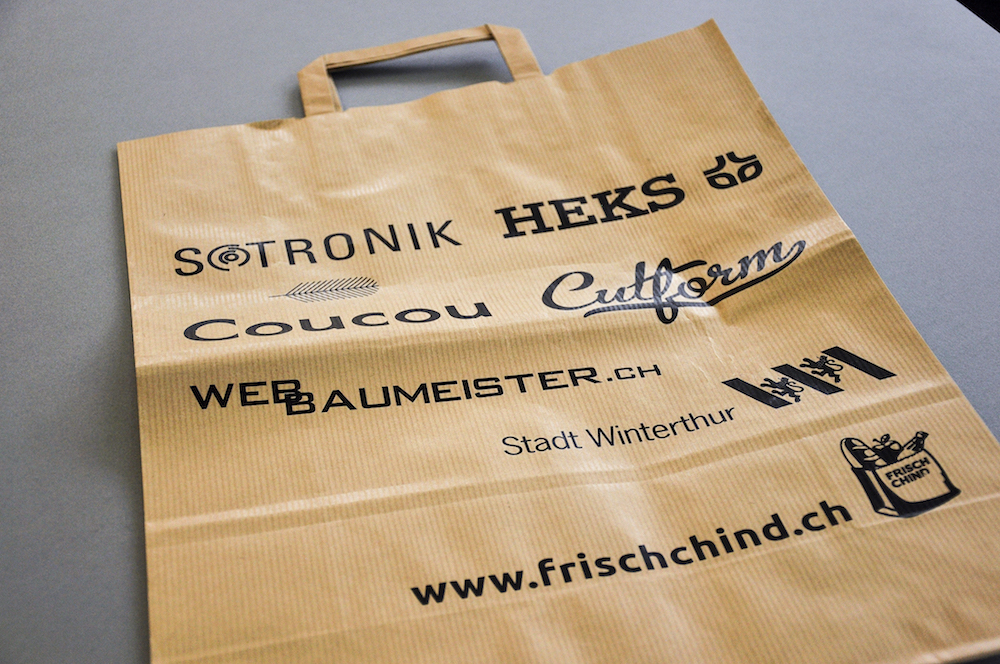 SOTRONIK
HEKS
Coucou
Cutform
WEBBAUMEISTER.CH
Stadt Winterthur
FRISCH
CHIND
www.frischchind.ch